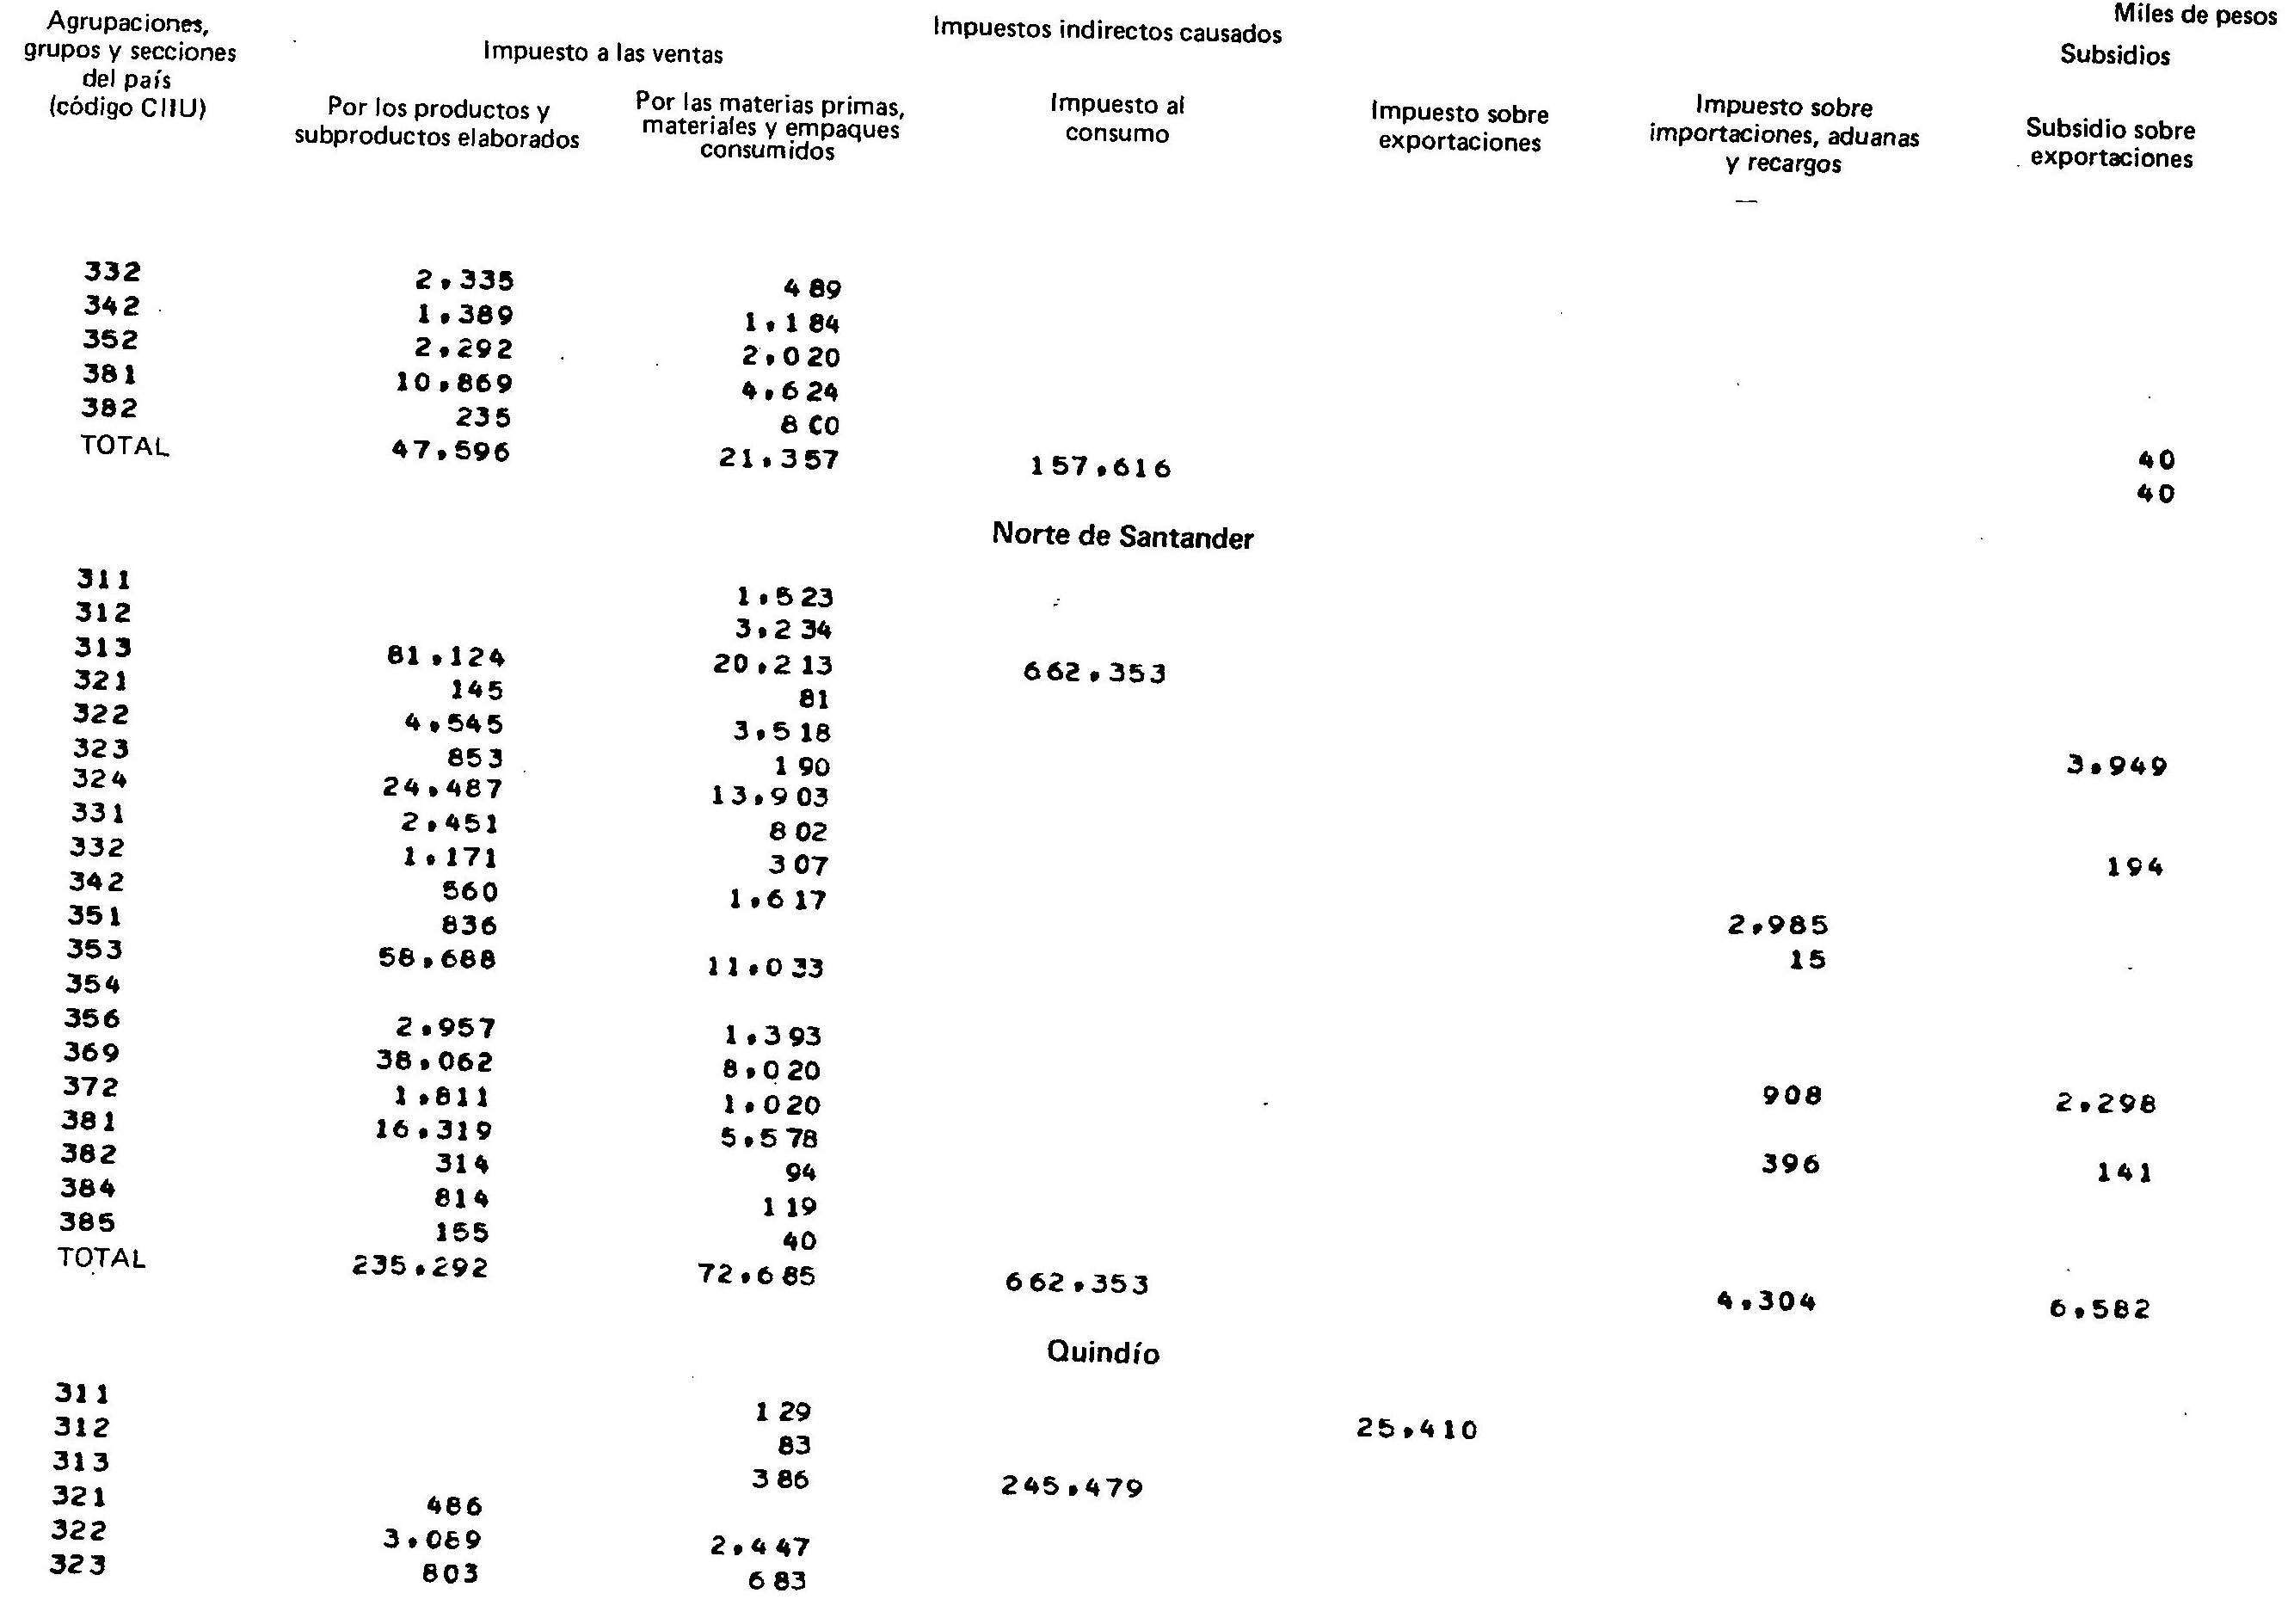 Miles de pesos
Agrupaciones, grupos y secciones del país (código CIIU)
Impuestos indirectos causados
Impuesto a las ventas
Subsidios
Por los productos y subproductos elaborados
Por las materias primas, materiales y empaques consumidos
Impuesto al consumo
Impuesto sobre exportaciones
Impuesto sobre importaciones, aduanas y recargos
Subsidio sobre exportaciones
332 2,335 489
342 1,389 1,184
352 2,292 2,020
381 10,869 4,624
382 235 800 40
TOTAL 47,596 21,357 157,616 40
Norte de Santander
311 1,523
312 3,234
313 81,124 20,213 662,353
321 145 81
322 4,545 3,518 3,949
323 853 190
324 24,487 13,903
331 2,451 802 194
332 1,171 307
342 560 1,617 2,985
351 836 15
353 58,688 11,033
354
356 2,957 1,393
369 38,062 8,020 908 2,298
372 1,811 1,020
381 16,319 5,578 396 141
382 314 94
384 814 119
385 155 40
TOTAL 235,292 72,685 662,353 4,304 6,582
Quindío
311 129 25,410
312 83
313 386 245,479
321 486
322 3,089 2,447
323 803 683